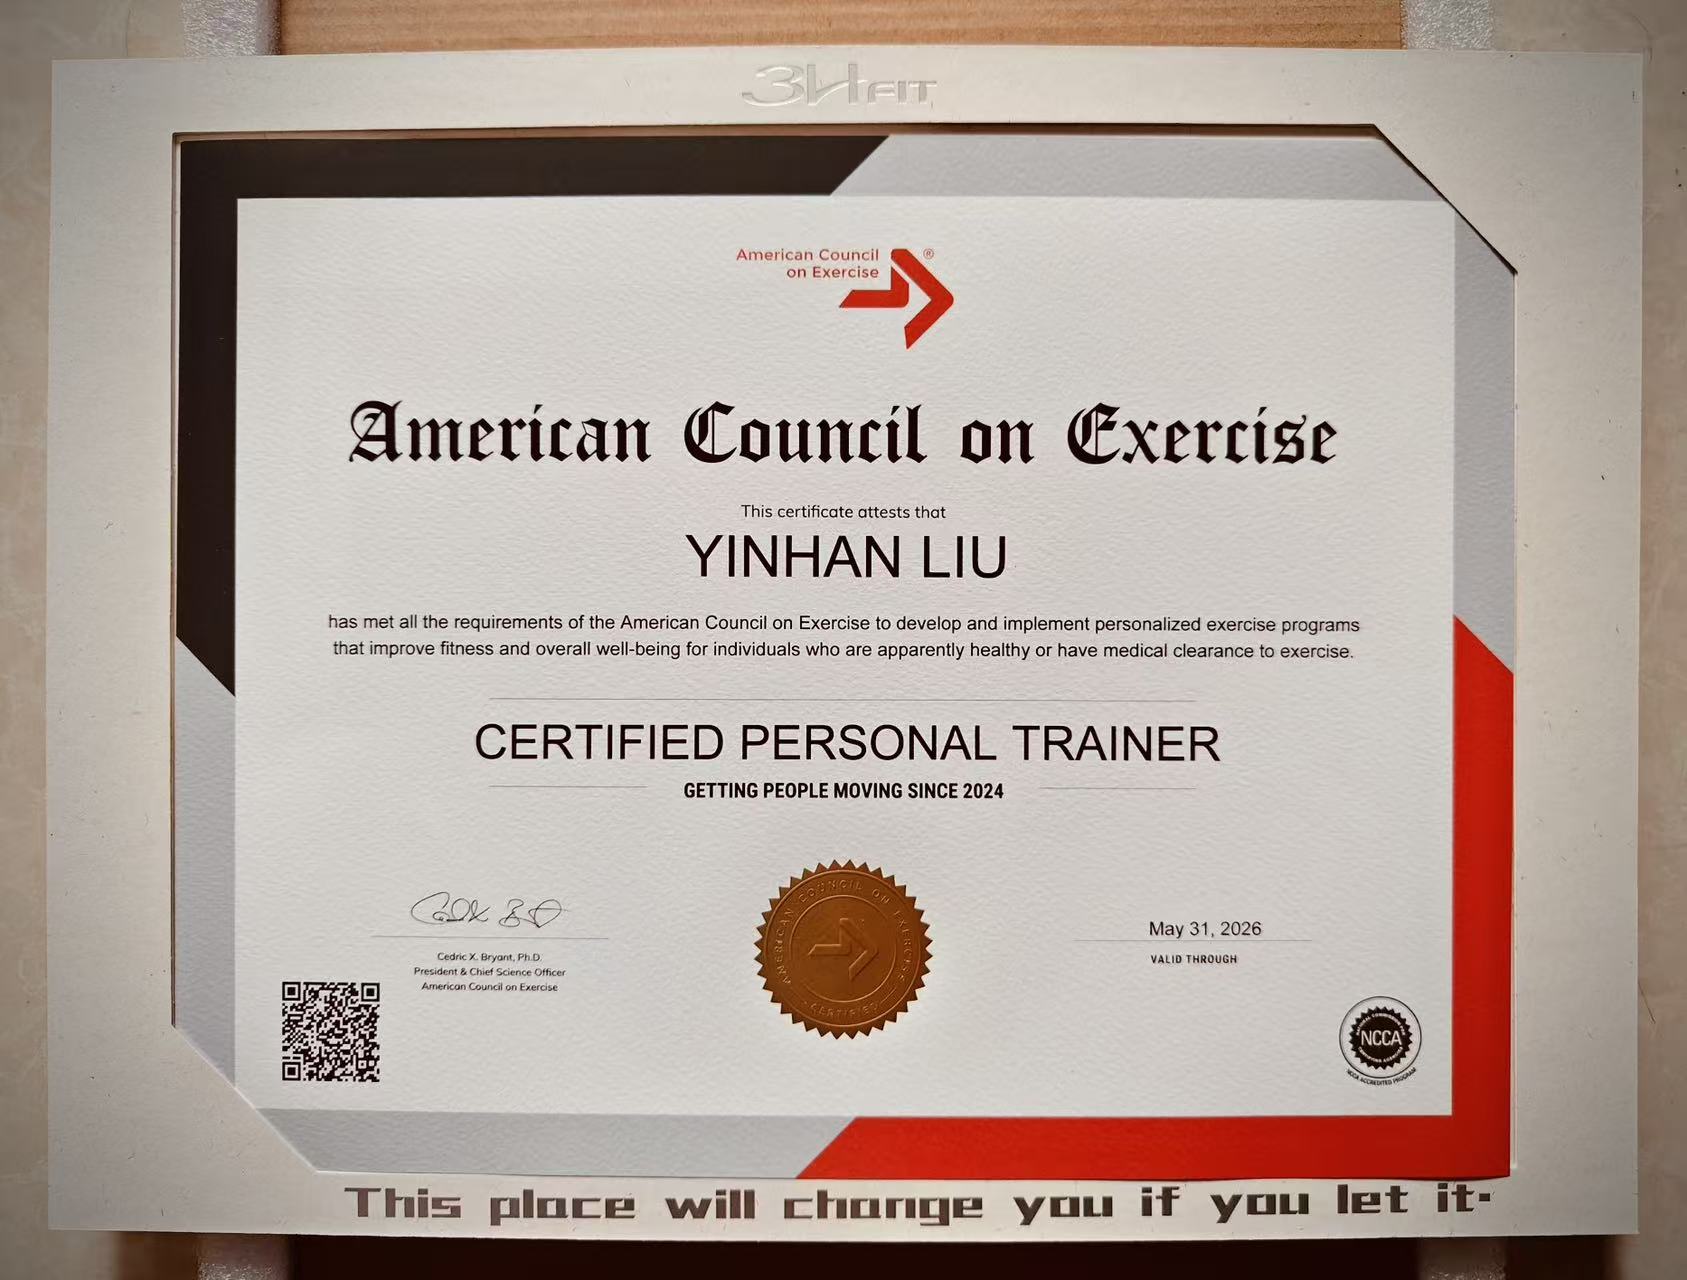 3H FIT
American Council
on Exercise
®
American Council on Exercise
This certificate attests that
YINHAN LIU
has met all the requirements of the American Council on Exercise to develop and implement personalized exercise programs
that improve fitness and overall well-being for individuals who are apparently healthy or have medical clearance to exercise.
CERTIFIED PERSONAL TRAINER
GETTING PEOPLE MOVING SINCE 2024
Cedric X. Bryant, Ph.D.
President & Chief Science Officer
American Council on Exercise
AMERICAN COUNCIL ON EXERCISE
CERTIFIED
May 31, 2026
VALID THROUGH
NCCA
NCCA ACCREDITED PROGRAM
This place will change you if you let it.